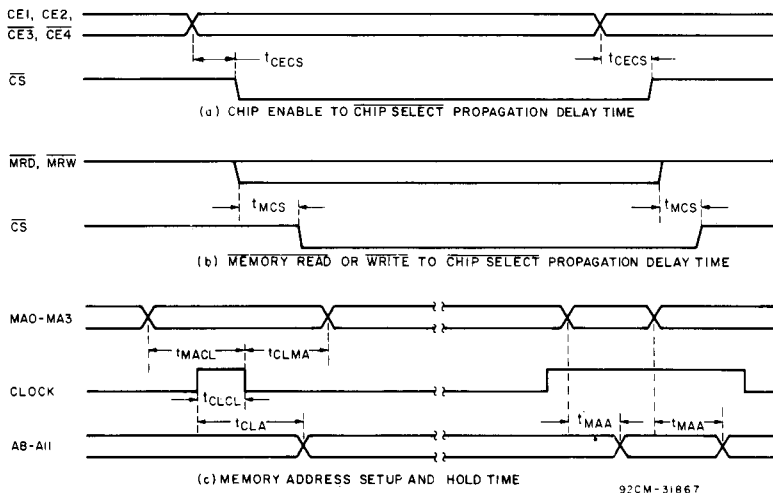 CE1, CE2,
CE3, CE4
tCECS
tCECS
CS
(a) CHIP ENABLE TO CHIP SELECT PROPAGATION DELAY TIME
MRD, MRW
tMCS
tMCS
CS
(b) MEMORY READ OR WRITE TO CHIP SELECT PROPAGATION DELAY TIME
MA0-MA3
tMACL
tCLMA
CLOCK
tCLCL
tCLA
tMAA
tMAA
A8-A11
(c) MEMORY ADDRESS SETUP AND HOLD TIME
92CM-31867